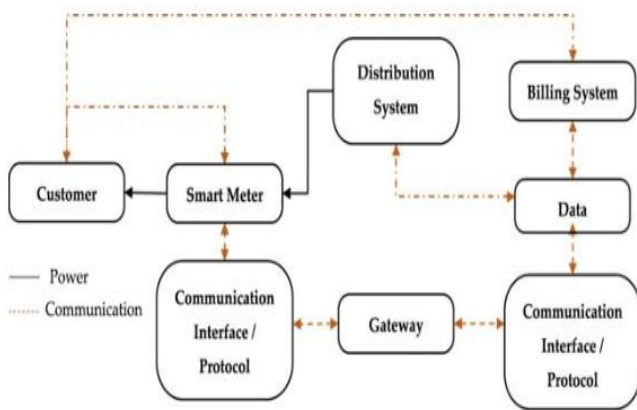 Distribution
System
Billing System
Customer
Smart Meter
Data
Power
Communication
Communication
Interface /
Protocol
Gateway
Communication
Interface /
Protocol